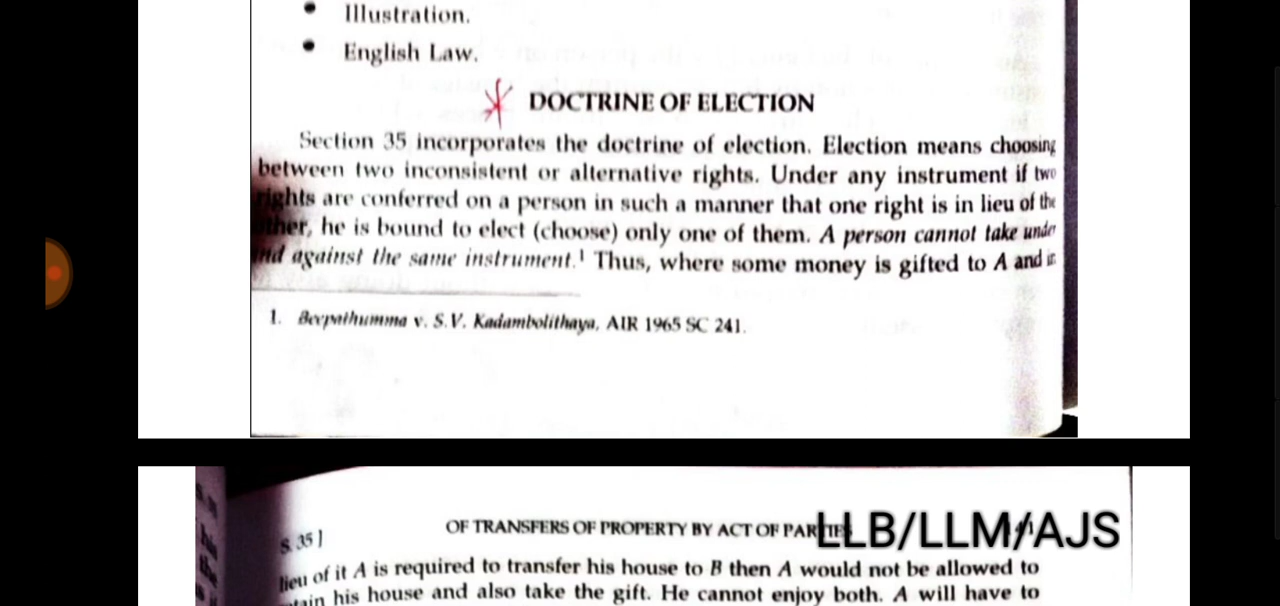 Illustration.
English Law.
DOCTRINE OF ELECTION
Section 35 incorporates the doctrine of election. Election means choosing
between two inconsistent or alternative rights. Under any instrument if two
rights are conferred on a person in such a manner that one right is in lieu of the
other, he is bound to elect (choose) only one of them. A person cannot take under
and against the same instrument.¹ Thus, where some money is gifted to A and in
1. Beepathumma v. S.V. Kadambolithaya, AIR 1965 SC 241.
S. 35]
OF TRANSFERS OF PROPERTY BY ACT OF PARTIES
LLB/LLM/AJS
lieu of it A is required to transfer his house to B then A would not be allowed to
his house and also take the gift. He cannot enjoy both. A will have to